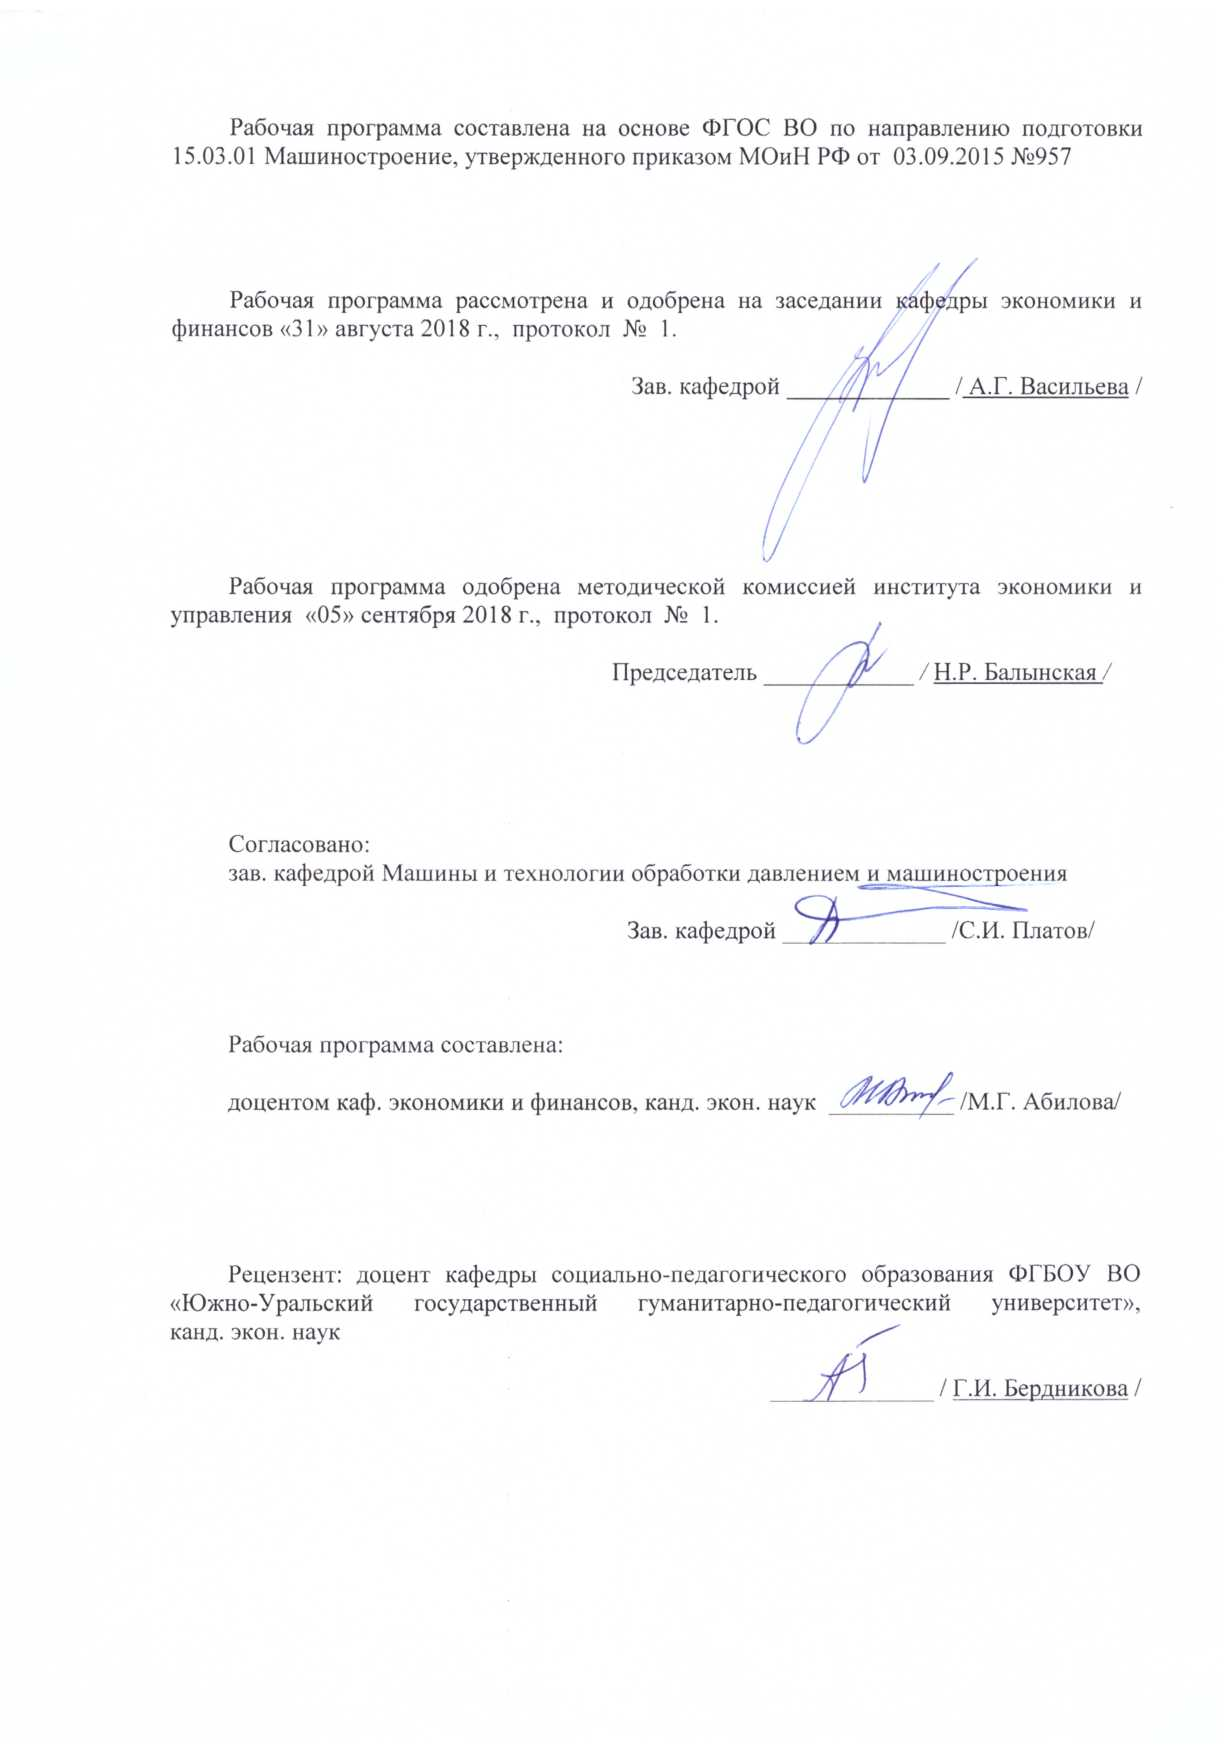 Рабочая программа составлена на основе ФГОС ВО по направлению подготовки
15.03.01 Машиностроение, утвержденного приказом МОиН РФ от 03.09.2015 №957
Рабочая программа рассмотрена и одобрена на заседании кафедры экономики и
финансов «31» августа 2018 г., протокол № 1.
Зав. кафедрой _____________ / А.Г. Васильева /
Рабочая программа одобрена методической комиссией института экономики и
управления «05» сентября 2018 г., протокол № 1.
Председатель ____________ / Н.Р. Балынская /
Согласовано:
зав. кафедрой Машины и технологии обработки давлением и машиностроения
Зав. кафедрой _____________ /С.И. Платов/
Рабочая программа составлена:
доцентом каф. экономики и финансов, канд. экон. наук __________ /М.Г. Абилова/
Рецензент: доцент кафедры социально-педагогического образования ФГБОУ ВО
«Южно-Уральский государственный гуманитарно-педагогический университет»,
канд. экон. наук
_____________ / Г.И. Бердникова /